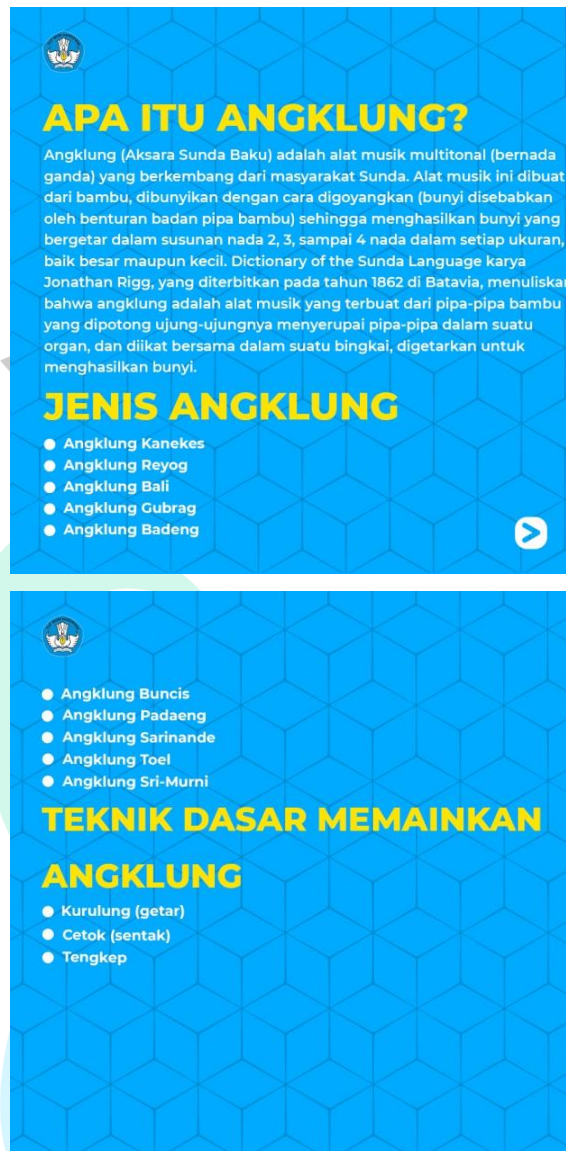 APA ITU ANGKLUNG?
Angklung (Aksara Sunda Baku) adalah alat musik multitonal (bernada
ganda) yang berkembang dari masyarakat Sunda. Alat musik ini dibuat
dari bambu, dibunyikan dengan cara digoyangkan (bunyi disebabkan
oleh benturan badan pipa bambu) sehingga menghasilkan bunyi yang
bergetar dalam susunan nada 2, 3, sampai 4 nada dalam setiap ukuran,
baik besar maupun kecil. Dictionary of the Sunda Language karya
Jonathan Rigg, yang diterbitkan pada tahun 1862 di Batavia, menuliskan
bahwa angklung adalah alat musik yang terbuat dari pipa-pipa bambu
yang dipotong ujung-ujungnya menyerupai pipa-pipa dalam suatu
organ, dan diikat bersama dalam suatu bingkai, digetarkan untuk
menghasilkan bunyi.
JENIS ANGKLUNG
Angklung Kanekes
Angklung Reyog
Angklung Bali
Angklung Gubrag
Angklung Badeng
Angklung Buncis
Angklung Padaeng
Angklung Sarinande
Angklung Toel
Angklung Sri-Murni
TEKNIK DASAR MEMAINKAN
ANGKLUNG
Kurulung (getar)
Cetok (sentak)
Tengkep